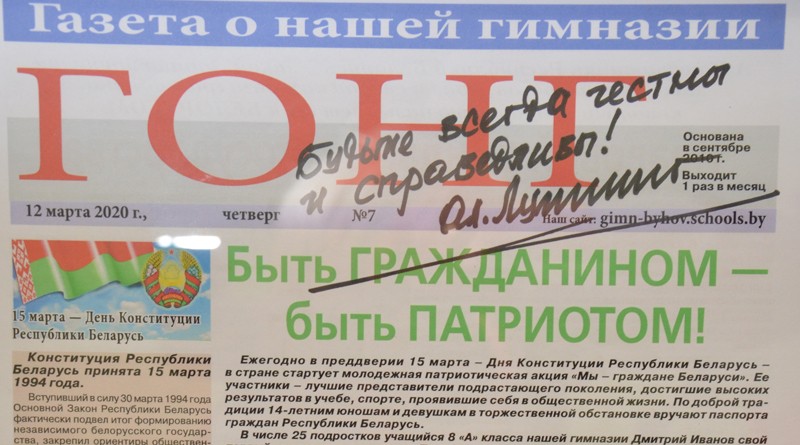 Газета о нашей гимназии
ГОНГ
Будьте всегда честны
и справедливы!
Основана
в сентябре
Выходит
1 раз в месяц
12 марта 2020 г., четверг №7 Наш сайт: gimn-byhov.schools.by
15 марта — День Конституции
Республики Беларусь
Быть ГРАЖДАНИНОМ —
быть ПАТРИОТОМ!
Конституция Республики
Беларусь принята 15 марта
1994 года.
Вступивший в силу 30 марта 1994 года
Основной Закон Республики Беларусь
фактически подвел итог формированию
независимого белорусского государ-
ства, закрепил ориентиры обществен-
Ежегодно в преддверии 15 марта – Дня Конституции Республики Беларусь –
в стране стартует молодежная патриотическая акция «Мы – граждане Беларуси». Ее
участники – лучшие представители подрастающего поколения, достигшие высоких
результатов в учебе, спорте, проявившие себя в общественной жизни. По доброй тра-
диции 14-летним юношам и девушкам в торжественной обстановке вручают паспорта
граждан Республики Беларусь.
В числе 25 подростков учащийся 8 «А» класса нашей гимназии Дмитрий Иванов свой